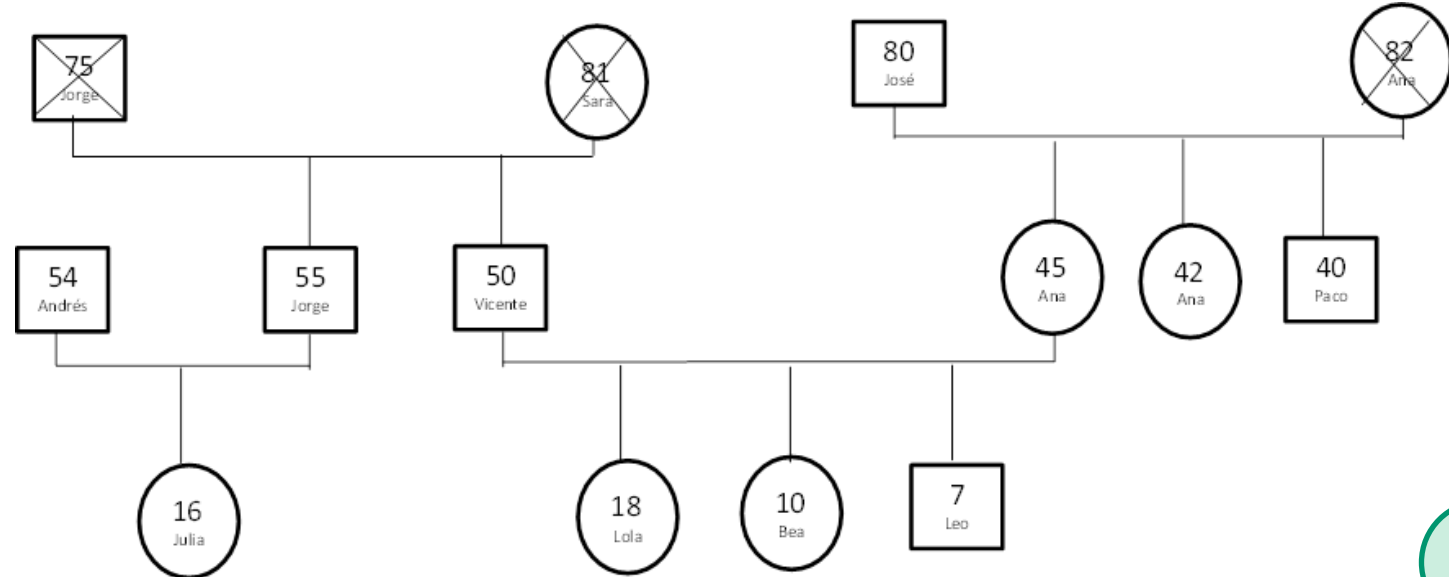 75
Jorge
81
Sara
80
José
82
Ana
54
Andrés
55
Jorge
50
Vicente
45
Ana
42
Ana
40
Paco
16
Julia
18
Lola
10
Bea
7
Leo